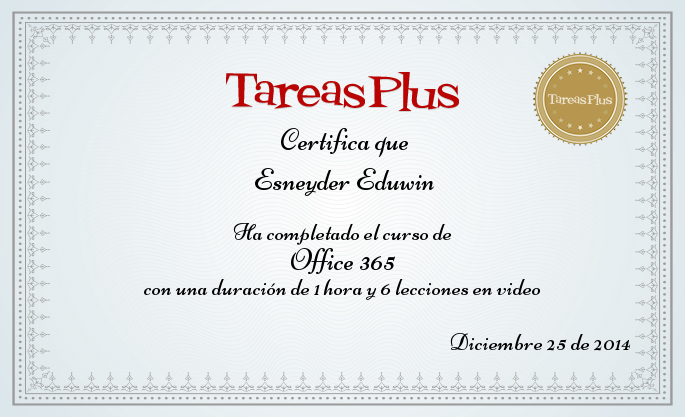 TareasPlus
TareasPlus
Certifica que
Esneyder Eduwin
Ha completado el curso de
Office 365
con una duración de 1 hora y 6 lecciones en video
Diciembre 25 de 2014